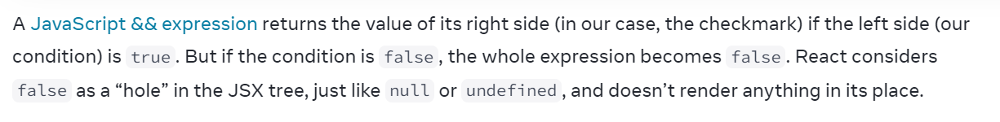 A JavaScript && expression returns the value of its right side (in our case, the checkmark) if the left side (our
condition) is true. But if the condition is false, the whole expression becomes false. React considers
false as a “hole” in the JSX tree, just like null or undefined, and doesn’t render anything in its place.